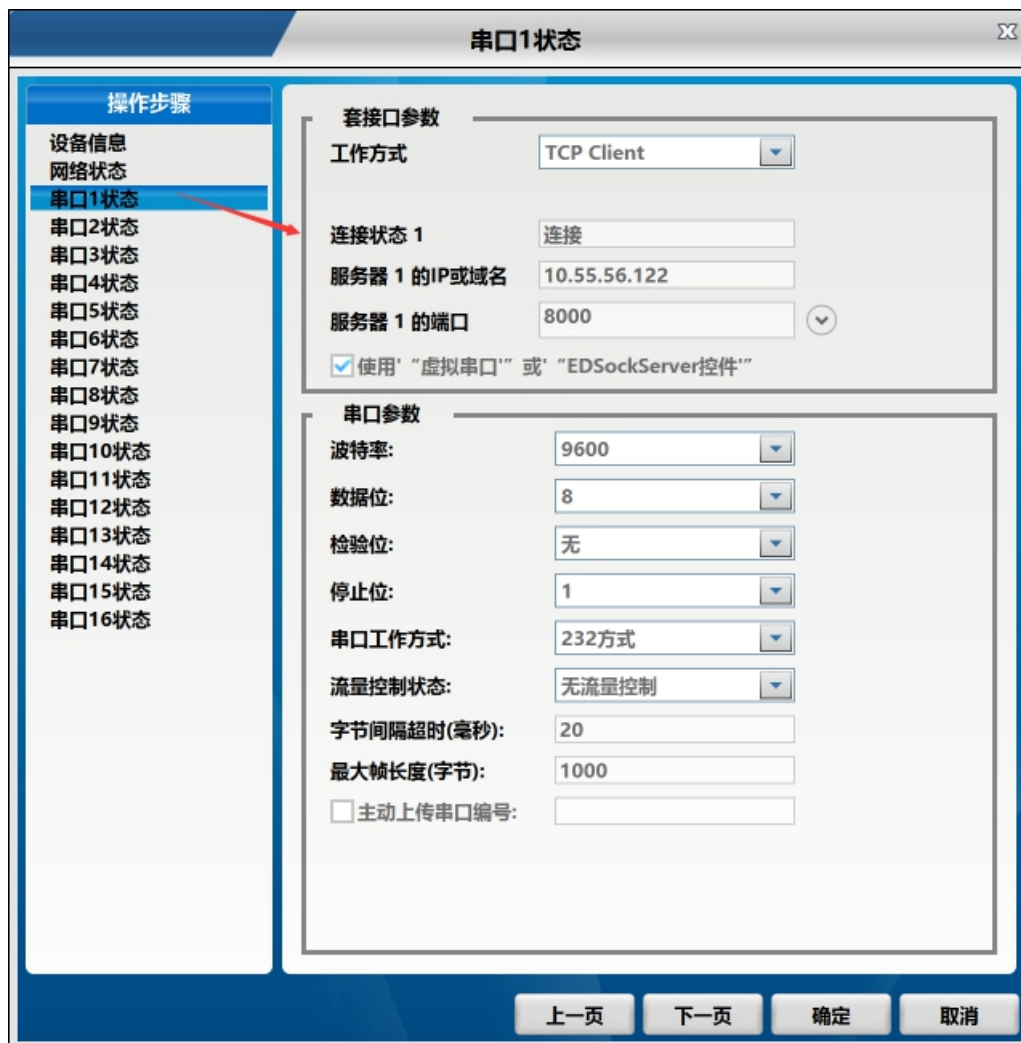 串口1状态
操作步骤
设备信息
网络状态
串口1状态
串口2状态
串口3状态
串口4状态
串口5状态
串口6状态
串口7状态
串口8状态
串口9状态
串口10状态
串口11状态
串口12状态
串口13状态
串口14状态
串口15状态
串口16状态
套接口参数
工作方式 TCP Client
连接状态 1 连接
服务器 1 的IP或域名 10.55.56.122
服务器 1 的端口 8000
使用' “虚拟串口'” 或' “EDSockServer控件'”
串口参数
波特率: 9600
数据位: 8
检验位: 无
停止位: 1
串口工作方式: 232方式
流量控制状态: 无流量控制
字节间隔超时(毫秒): 20
最大帧长度(字节): 1000
主动上传串口编号:
上一页 下一页 确定 取消